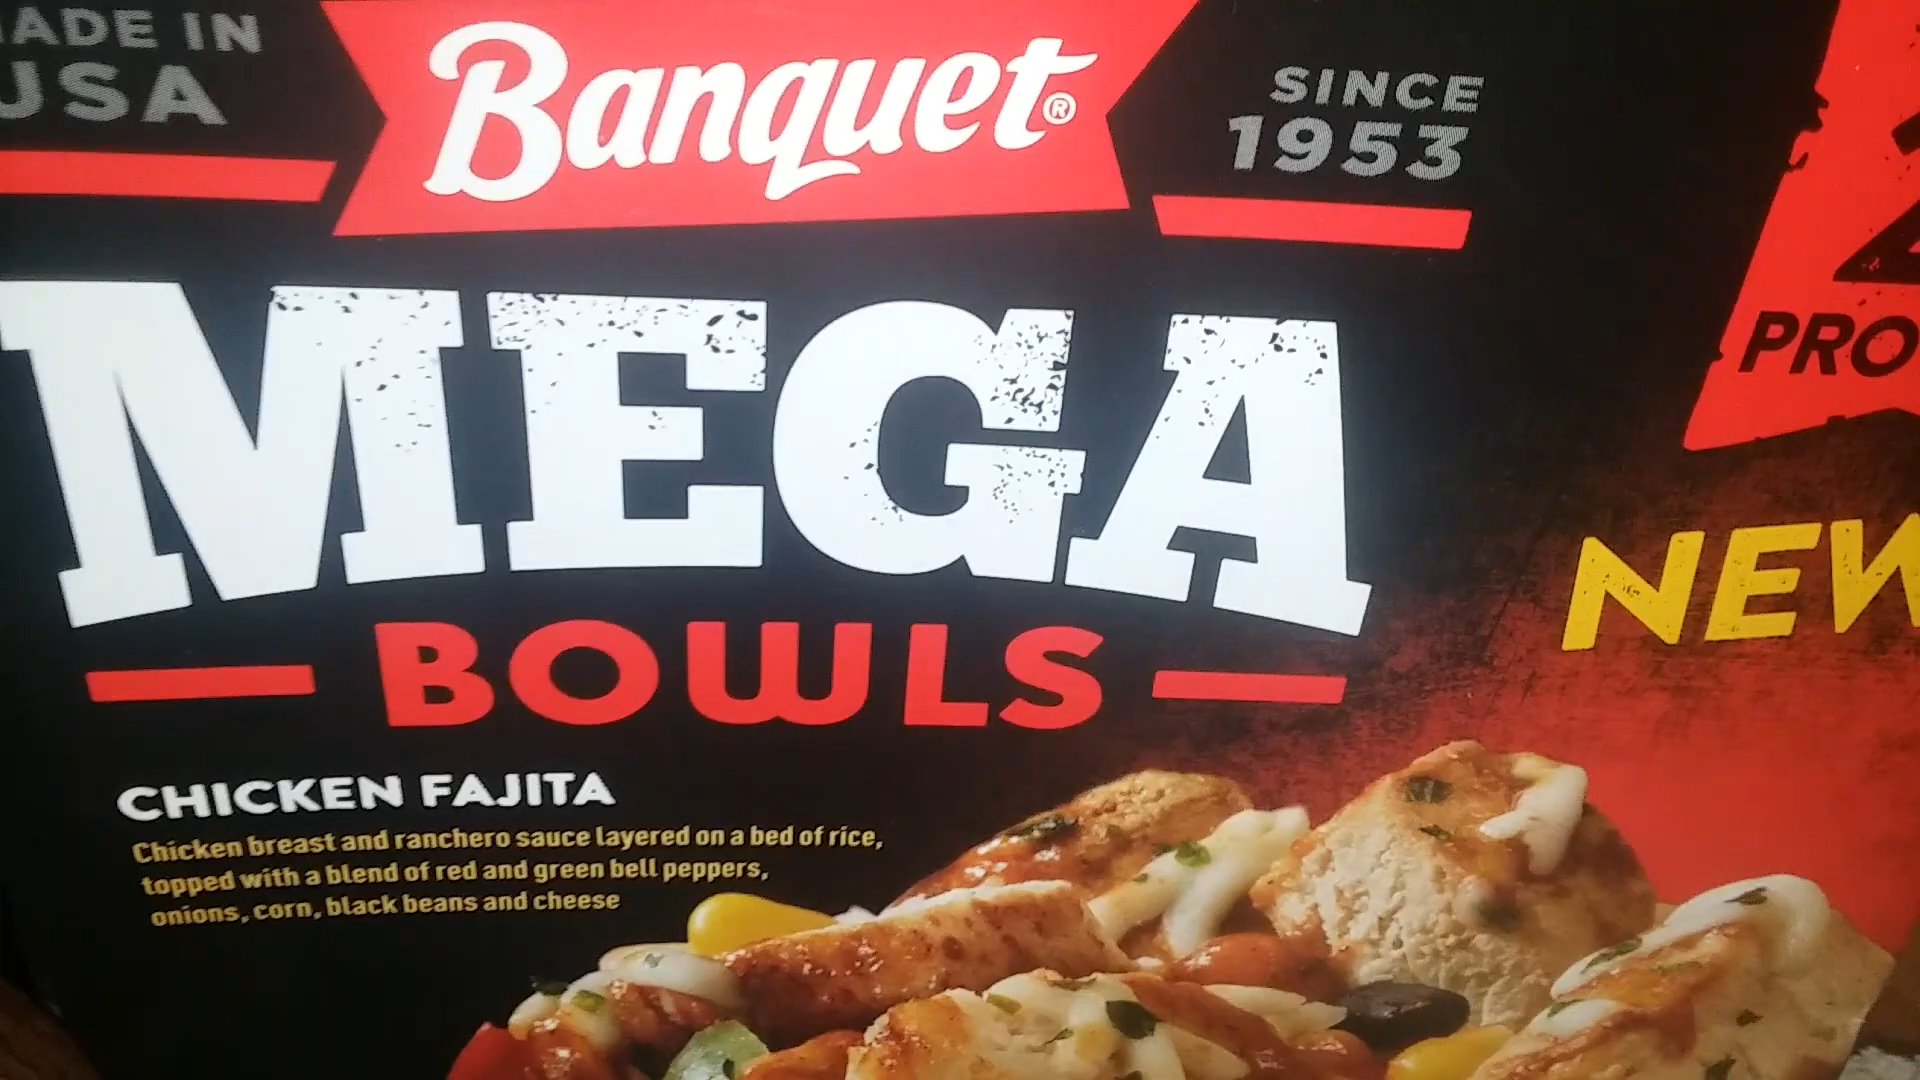 MADE IN
USA
Banquet®
SINCE
1953
MEGA
BOWLS
PRO
NEW
CHICKEN FAJITA
Chicken breast and ranchero sauce layered on a bed of rice,
topped with a blend of red and green bell peppers,
onions, corn, black beans and cheese